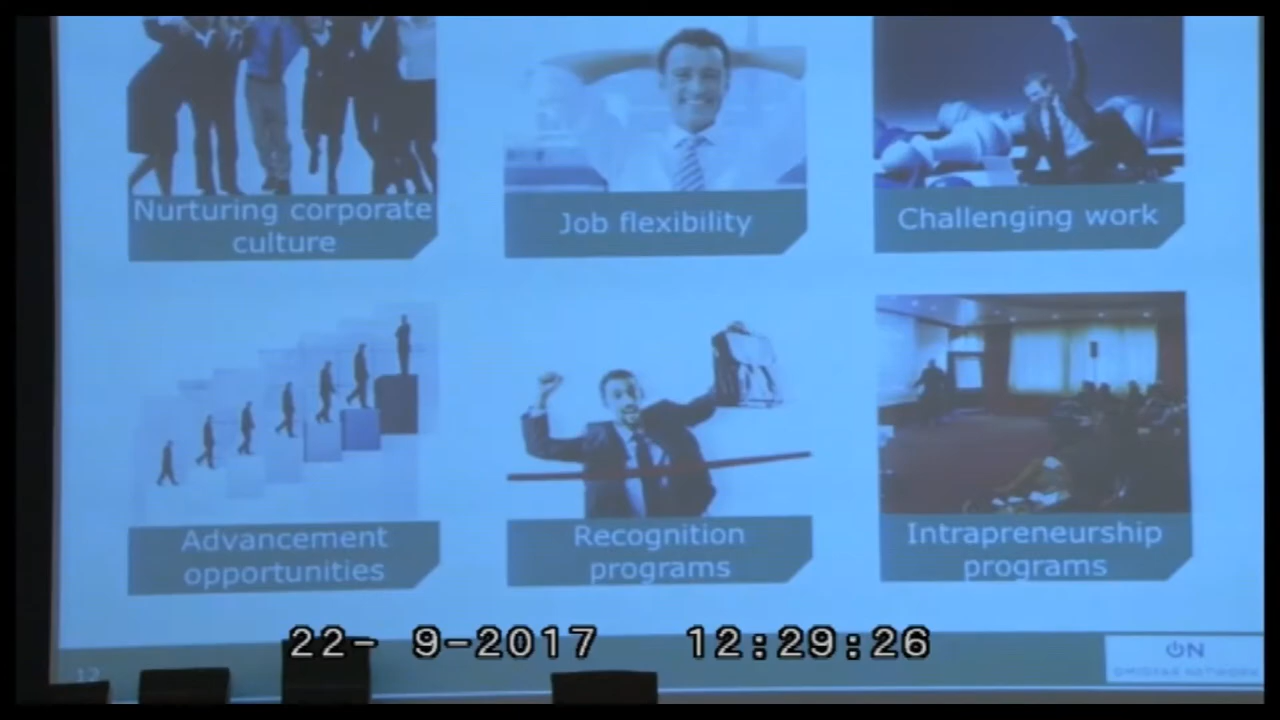 Nurturing corporate
culture
Job flexibility
Challenging work
Advancement
opportunities
Recognition
programs
Intrapreneurship
programs
22- 9-2017 12:29:26
12
ON
NETWORK